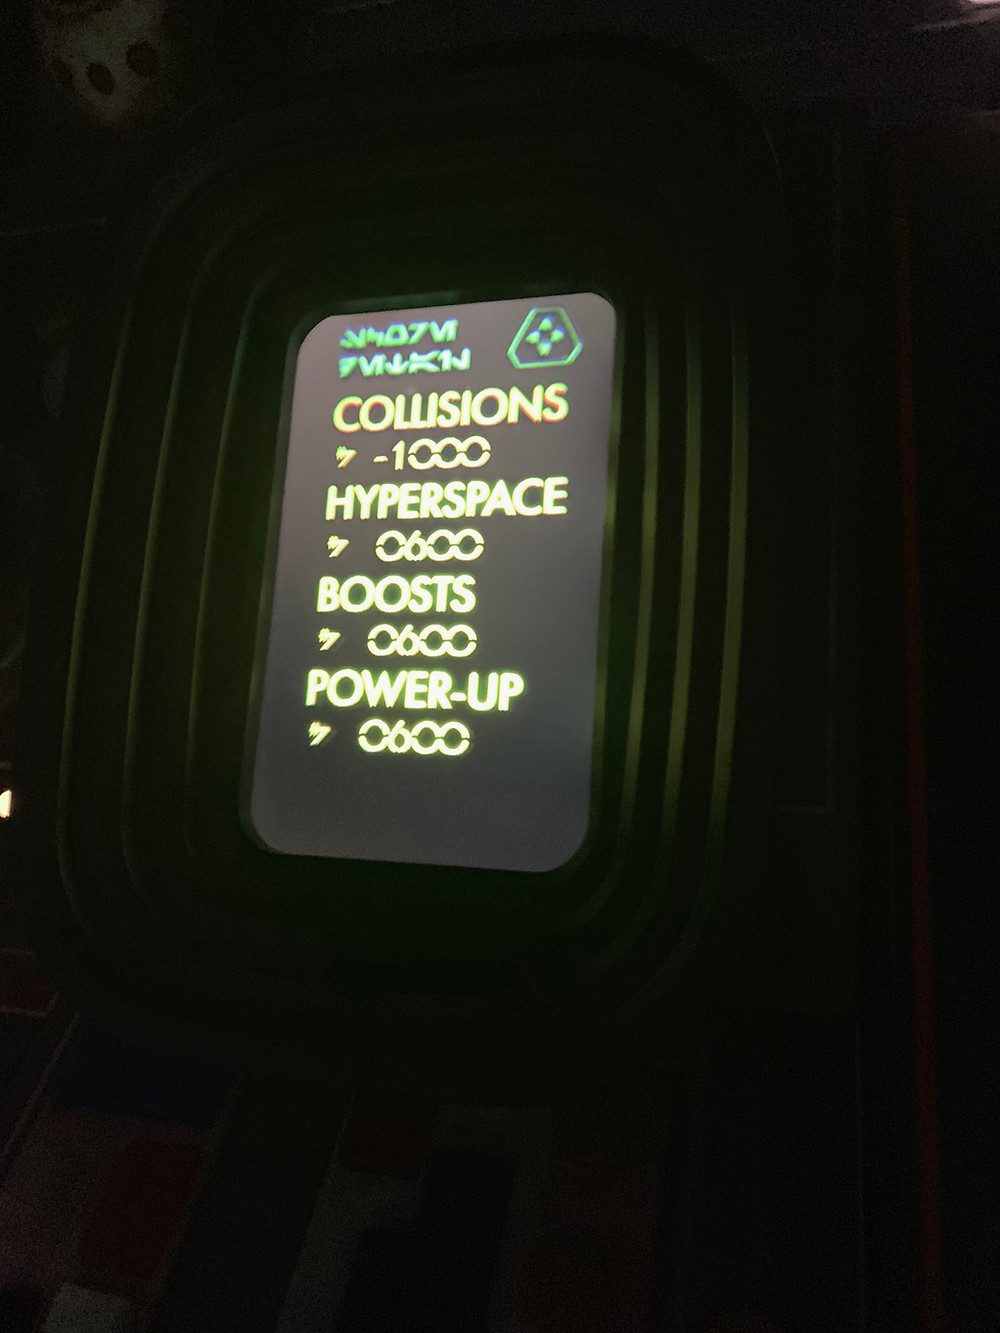 COLLISIONS
-1000
HYPERSPACE
0600
BOOSTS
0600
POWER-UP
0600